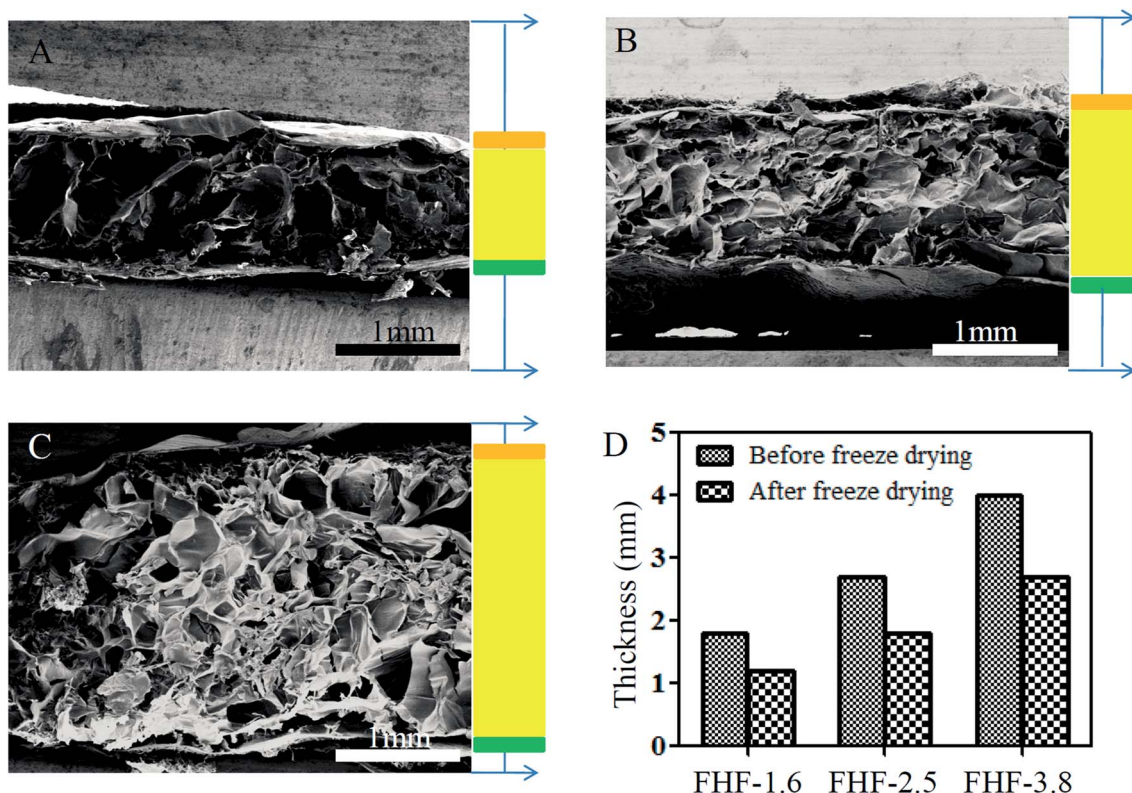 A
1mm
B
1mm
C
1mm
D
Thickness (mm)
5
4
3
2
1
0
Before freeze drying
After freeze drying
FHF-1.6
FHF-2.5
FHF-3.8